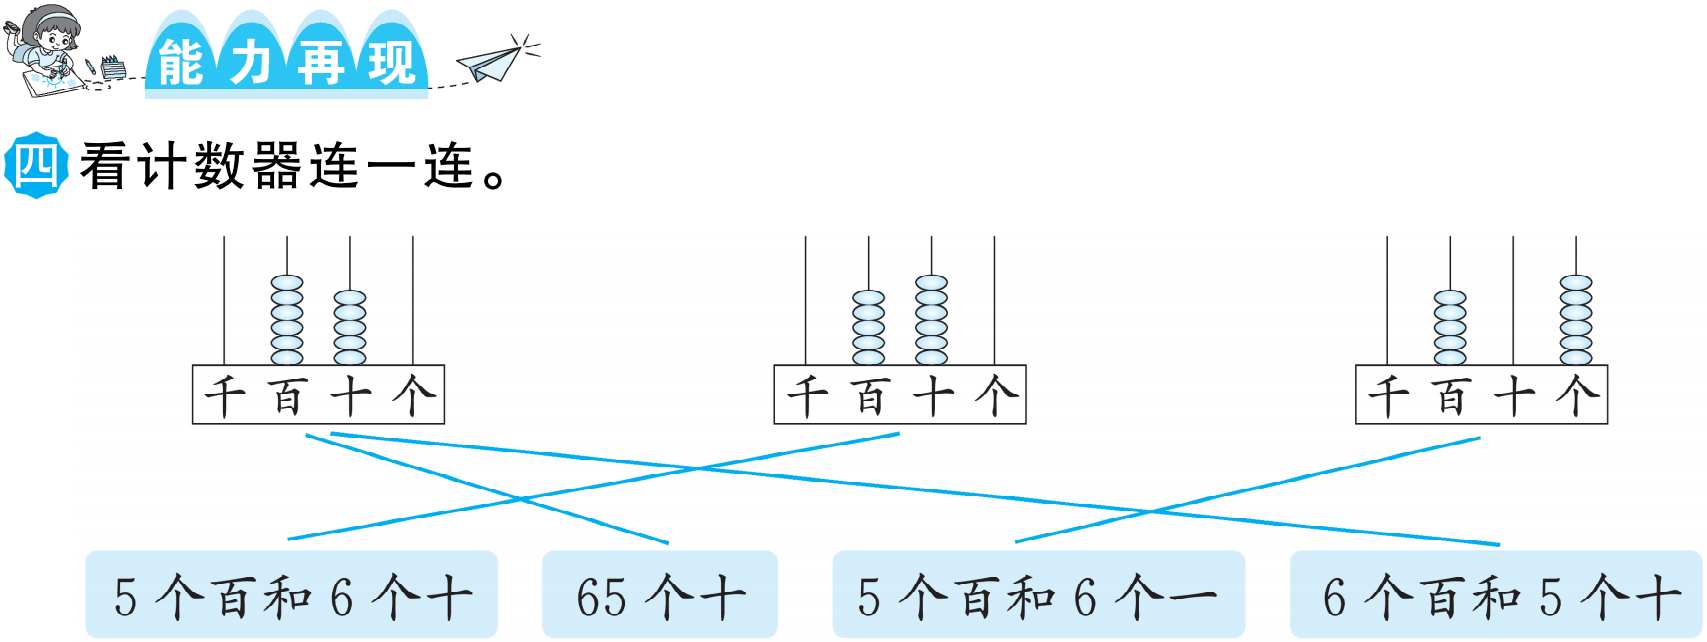 能力再现
四 看计数器连一连。
千 百 十 个 千 百 十 个 千 百 十 个
5 个百和 6 个十 65 个十 5 个百和 6 个一 6 个百和 5 个十